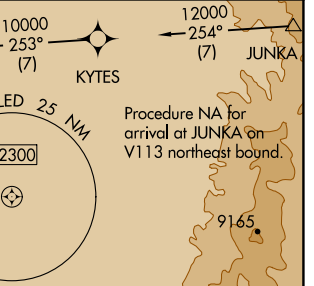 10000
253°
(7)
KYTES
12000
254°
(7)
JUNKA
LED 25 NM
Procedure NA for
arrival at JUNKA on
V113 northeast bound.
2300
9165